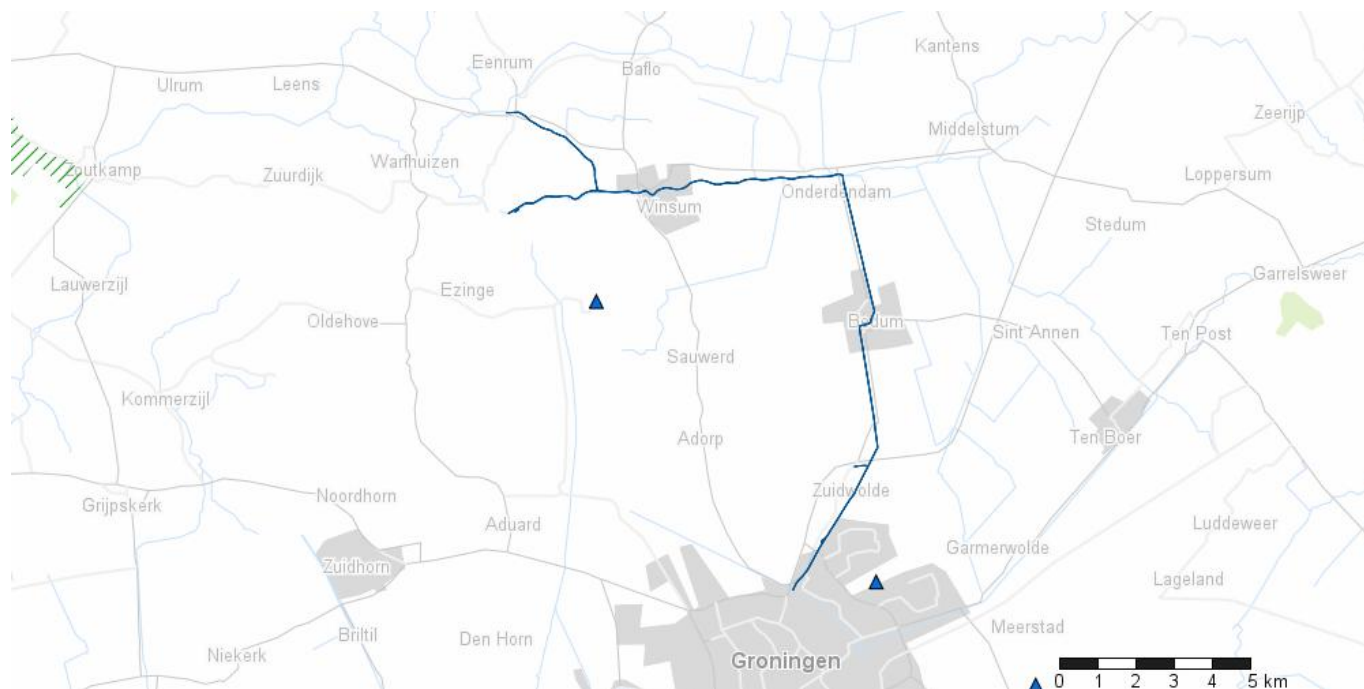 Kantens
Eenrum
Baflo
Ulrum
Leens
Zeerijp
Middelstum
Warfhuizen
Zoutkamp
Zuurdijk
Loppersum
Onderdendam
Winsum
Stedum
Garrelsweer
Lauwerzijl
Ezinge
Oldehove
Bedum
Sint Annen
Ten Post
Sauwerd
Kommerzijl
Adorp
Ten Boer
Zuidwolde
Noordhorn
Grijpskerk
Aduard
Luddeweer
Garmerwolde
Zuidhorn
Lageland
Meerstad
Briltil
Den Horn
Niekerk
Groningen
0 1 2 3 4 5 km